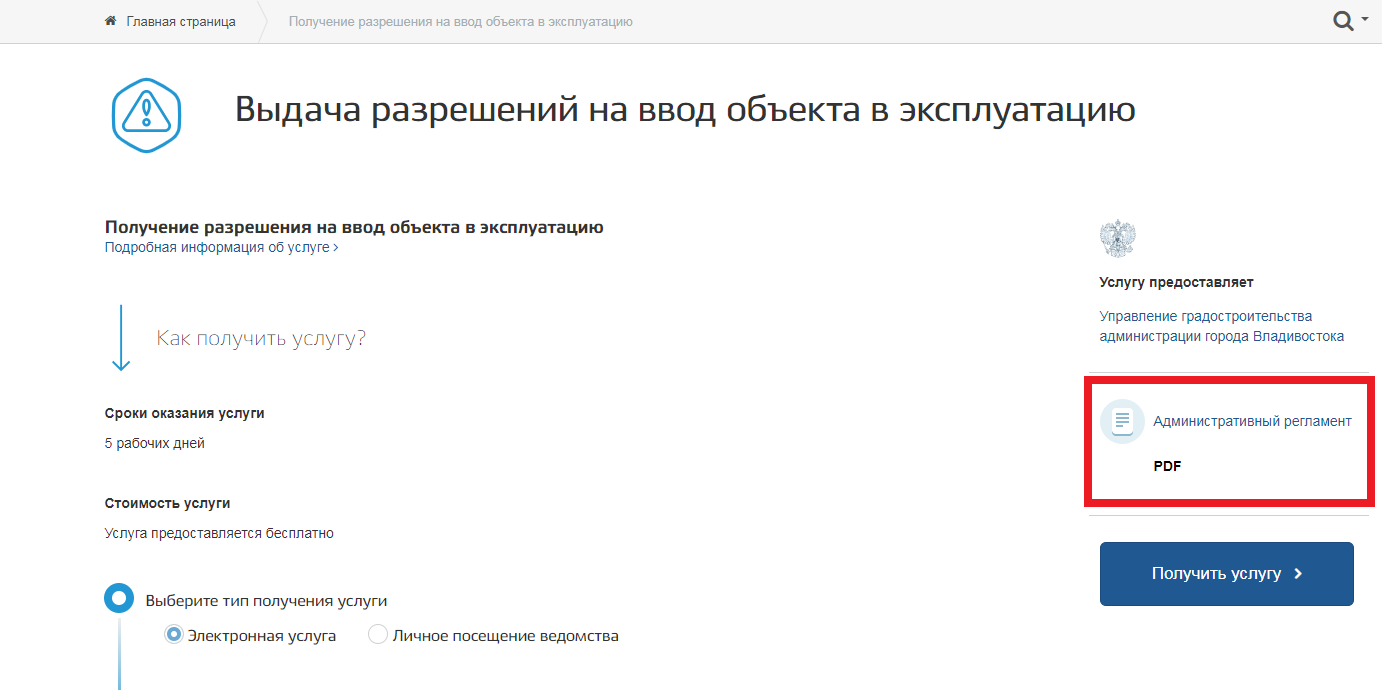 Главная страница
Получение разрешения на ввод объекта в эксплуатацию
Выдача разрешений на ввод объекта в эксплуатацию
Получение разрешения на ввод объекта в эксплуатацию
Подробная информация об услуге >
Как получить услугу?
Сроки оказания услуги
5 рабочих дней
Стоимость услуги
Услуга предоставляется бесплатно
Выберите тип получения услуги
Электронная услуга
Личное посещение ведомства
Услугу предоставляет
Управление градостроительства
администрации города Владивостока
Административный регламент
PDF
Получить услугу >